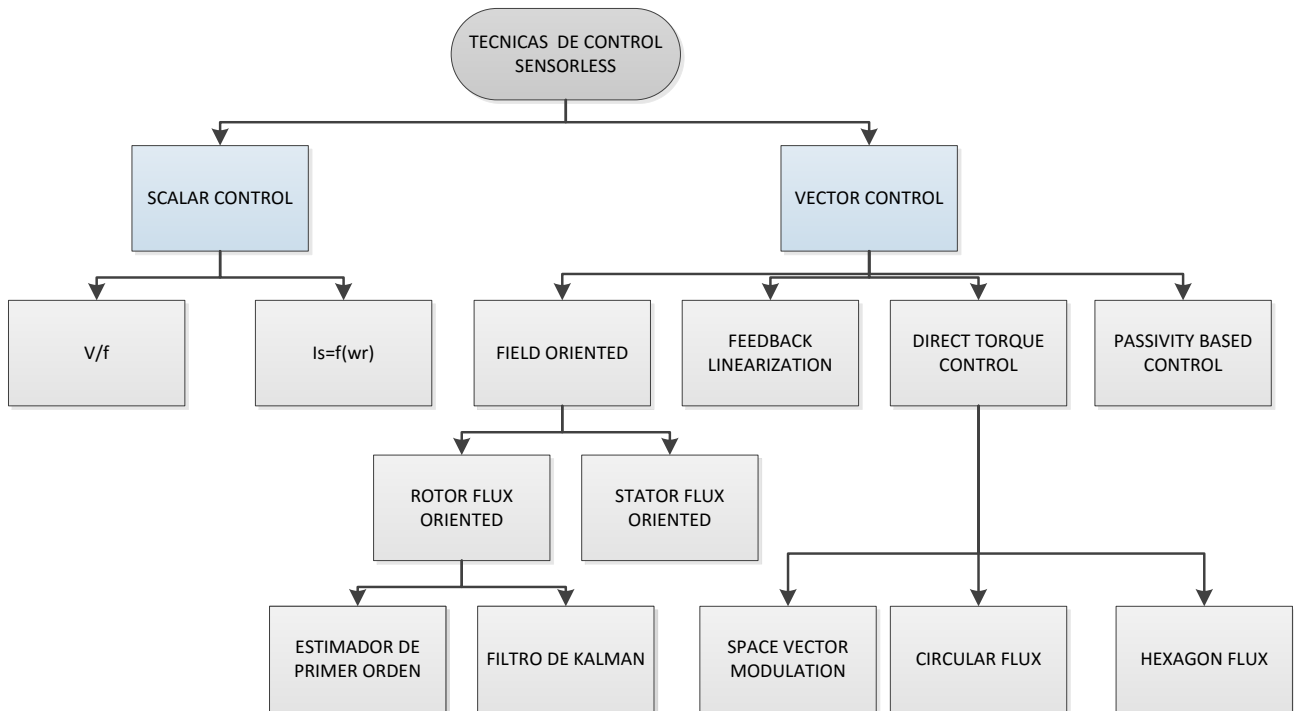 TECNICAS DE CONTROL
SENSORLESS
SCALAR CONTROL
VECTOR CONTROL
V/f
Is=f(wr)
FIELD ORIENTED
FEEDBACK
LINEARIZATION
DIRECT TORQUE
CONTROL
PASSIVITY BASED
CONTROL
ROTOR FLUX
ORIENTED
STATOR FLUX
ORIENTED
ESTIMADOR DE
PRIMER ORDEN
FILTRO DE KALMAN
SPACE VECTOR
MODULATION
CIRCULAR FLUX
HEXAGON FLUX